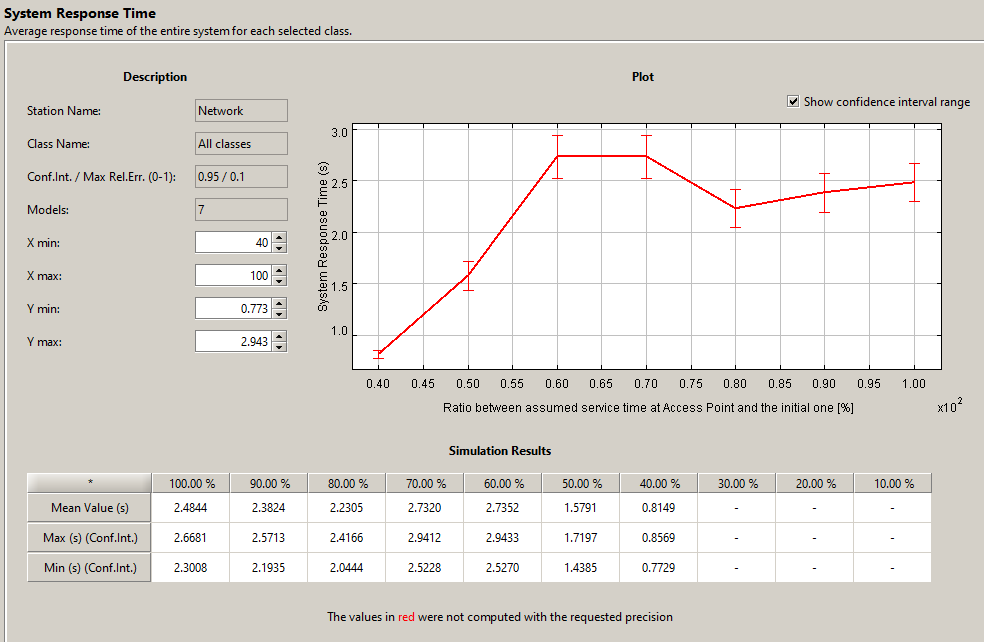 System Response Time
Average response time of the entire system for each selected class.
Description
Station Name: Network
Class Name: All classes
Conf.Int. / Max Rel.Err. (0-1): 0.95 / 0.1
Models: 7
X min: 40
X max: 100
Y min: 0.773
Y max: 2.943
Plot
Show confidence interval range
System Response Time (s)
3.0
2.5
2.0
1.5
1.0
0.40 0.45 0.50 0.55 0.60 0.65 0.70 0.75 0.80 0.85 0.90 0.95 1.00
Ratio between assumed service time at Access Point and the initial one [%] x10²
Simulation Results
* 100.00 % 90.00 % 80.00 % 70.00 % 60.00 % 50.00 % 40.00 % 30.00 % 20.00 % 10.00 %
Mean Value (s) 2.4844 2.3824 2.2305 2.7320 2.7352 1.5791 0.8149 - - -
Max (s) (Conf.Int.) 2.6681 2.5713 2.4166 2.9412 2.9433 1.7197 0.8569 - - -
Min (s) (Conf.Int.) 2.3008 2.1935 2.0444 2.5228 2.5270 1.4385 0.7729 - - -
The values in red were not computed with the requested precision